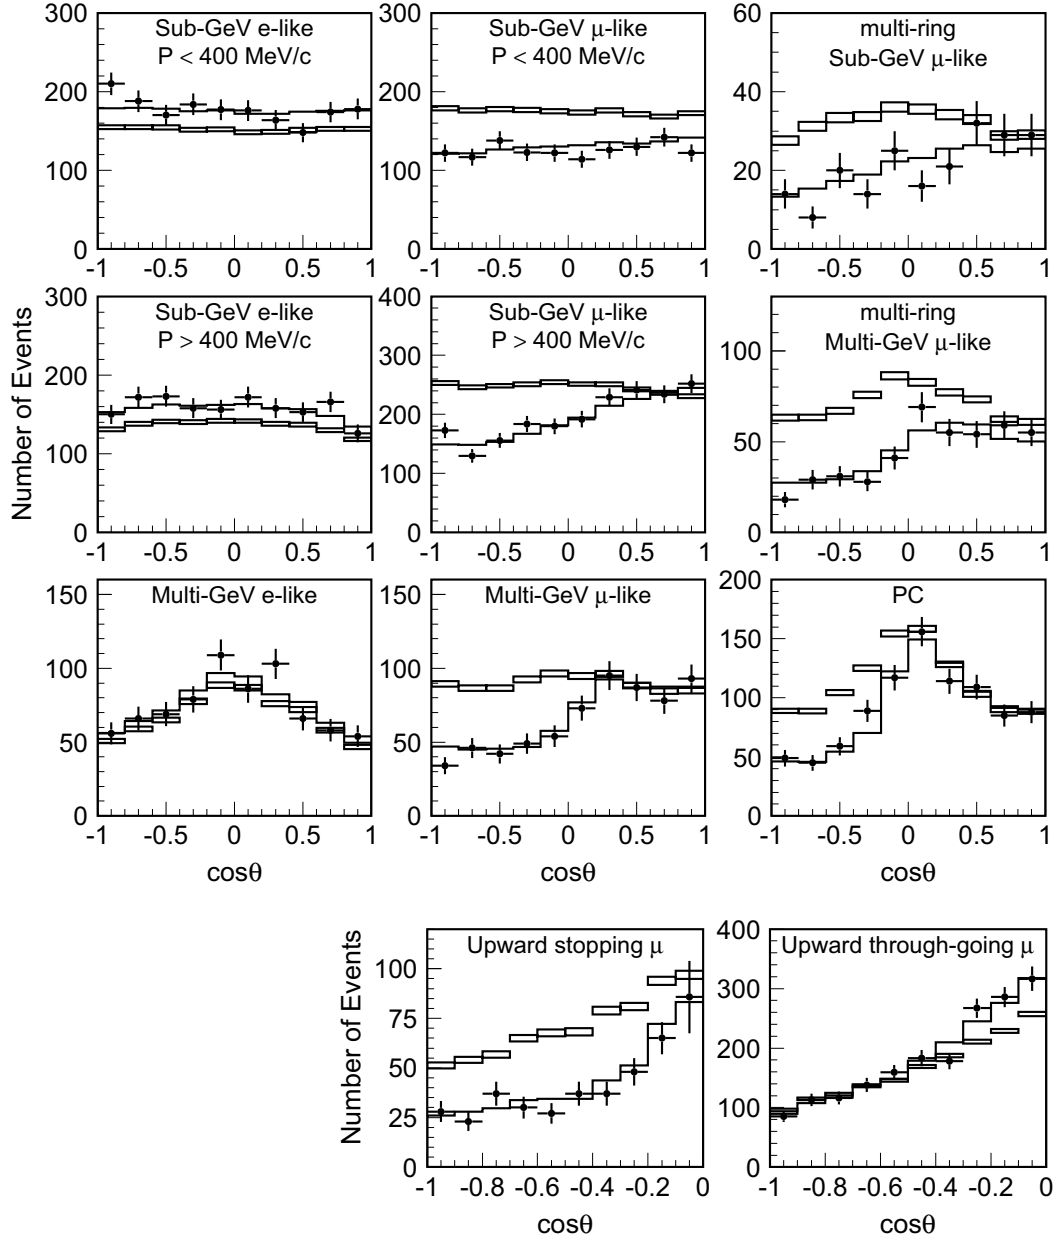 Sub-GeV e-like
P < 400 MeV/c
300
200
100
0
-1 -0.5 0 0.5 1
Sub-GeV μ-like
P < 400 MeV/c
300
200
100
0
-1 -0.5 0 0.5 1
multi-ring
Sub-GeV μ-like
60
40
20
0
-1 -0.5 0 0.5 1
Number of Events
Sub-GeV e-like
P > 400 MeV/c
300
200
100
0
-1 -0.5 0 0.5 1
Sub-GeV μ-like
P > 400 MeV/c
400
300
200
100
0
-1 -0.5 0 0.5 1
multi-ring
Multi-GeV μ-like
100
50
0
-1 -0.5 0 0.5 1
Multi-GeV e-like
150
100
50
0
-1 -0.5 0 0.5 1
cosθ
Multi-GeV μ-like
150
100
50
0
-1 -0.5 0 0.5 1
cosθ
PC
200
150
100
50
0
-1 -0.5 0 0.5 1
cosθ
Number of Events
Upward stopping μ
100
75
50
25
0
-1 -0.8 -0.6 -0.4 -0.2 0
cosθ
Upward through-going μ
400
300
200
100
0
-1 -0.8 -0.6 -0.4 -0.2 0
cosθ